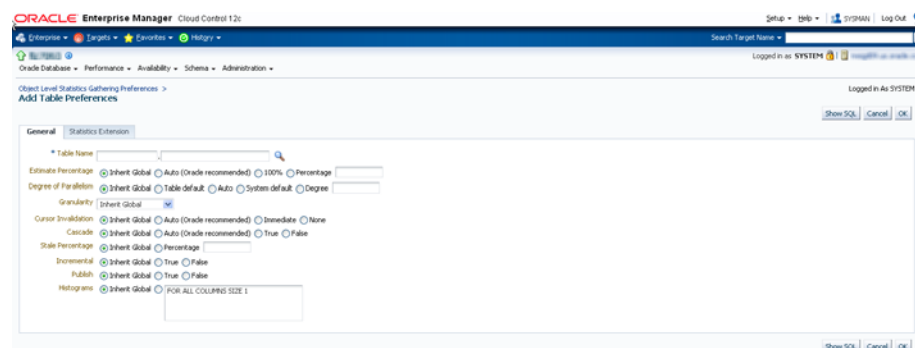 ORACLE Enterprise Manager Cloud Control 12c
Setup Help SYSMAN Log Out
Enterprise Targets Favorites History Search Target Name
Logged in as SYSTEM
Oracle Database Performance Availability Schema Administration
Object Level Statistics Gathering Preferences > Logged in As SYSTEM
Add Table Preferences
Show SQL Cancel OK
General Statistics Extension
* Table Name .
Estimate Percentage Inherit Global Auto (Oracle recommended) 100% Percentage
Degree of Parallelism Inherit Global Table default Auto System default Degree
Granularity Inherit Global
Cursor Invalidation Inherit Global Auto (Oracle recommended) Immediate None
Cascade Inherit Global Auto (Oracle recommended) True False
Stale Percentage Inherit Global Percentage
Incremental Inherit Global True False
Publish Inherit Global True False
Histograms Inherit Global FOR ALL COLUMNS SIZE 1
Show SQL Cancel OK